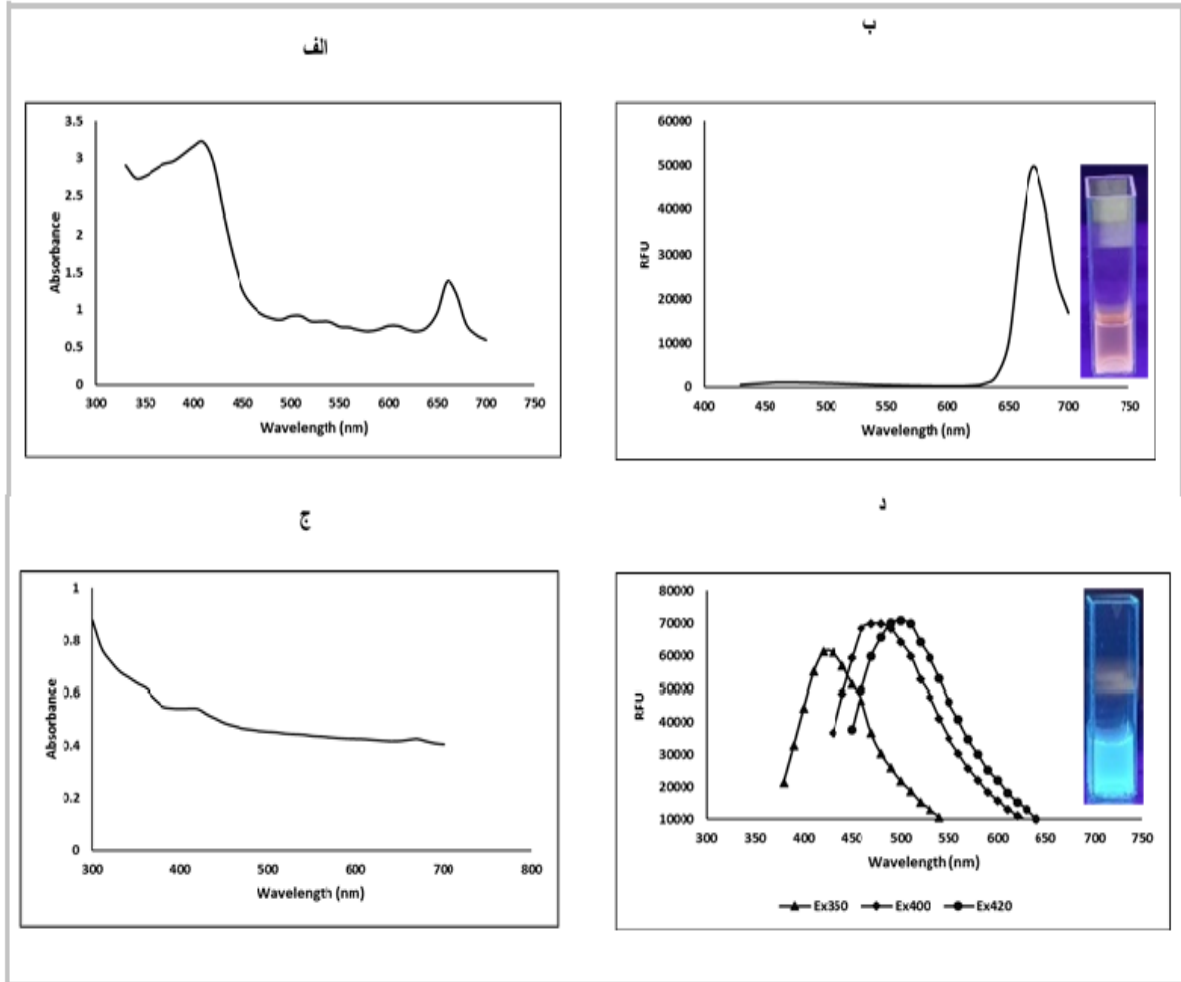 الف
ب
Absorbance
3.5
3
2.5
2
1.5
1
0.5
0
300 350 400 450 500 550 600 650 700 750
Wavelength (nm)
RFU
60000
50000
40000
30000
20000
10000
0
400 450 500 550 600 650 700 750
Wavelength (nm)
ج
د
Absorbance
1
0.8
0.6
0.4
0.2
0
300 400 500 600 700 800
Wavelength (nm)
RFU
80000
70000
60000
50000
40000
30000
20000
10000
300 350 400 450 500 550 600 650 700 750
Wavelength (nm)
Ex350 Ex400 Ex420